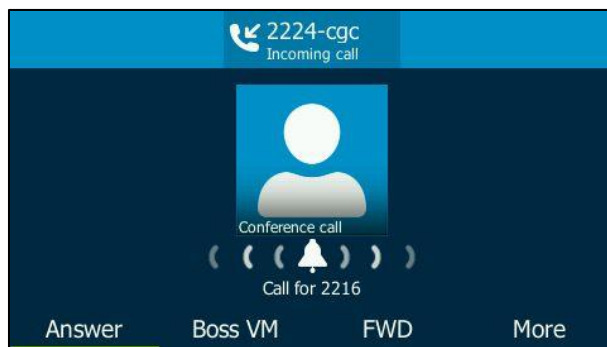 2224-cgc
Incoming call
Conference call
Call for 2216
Answer Boss VM FWD More